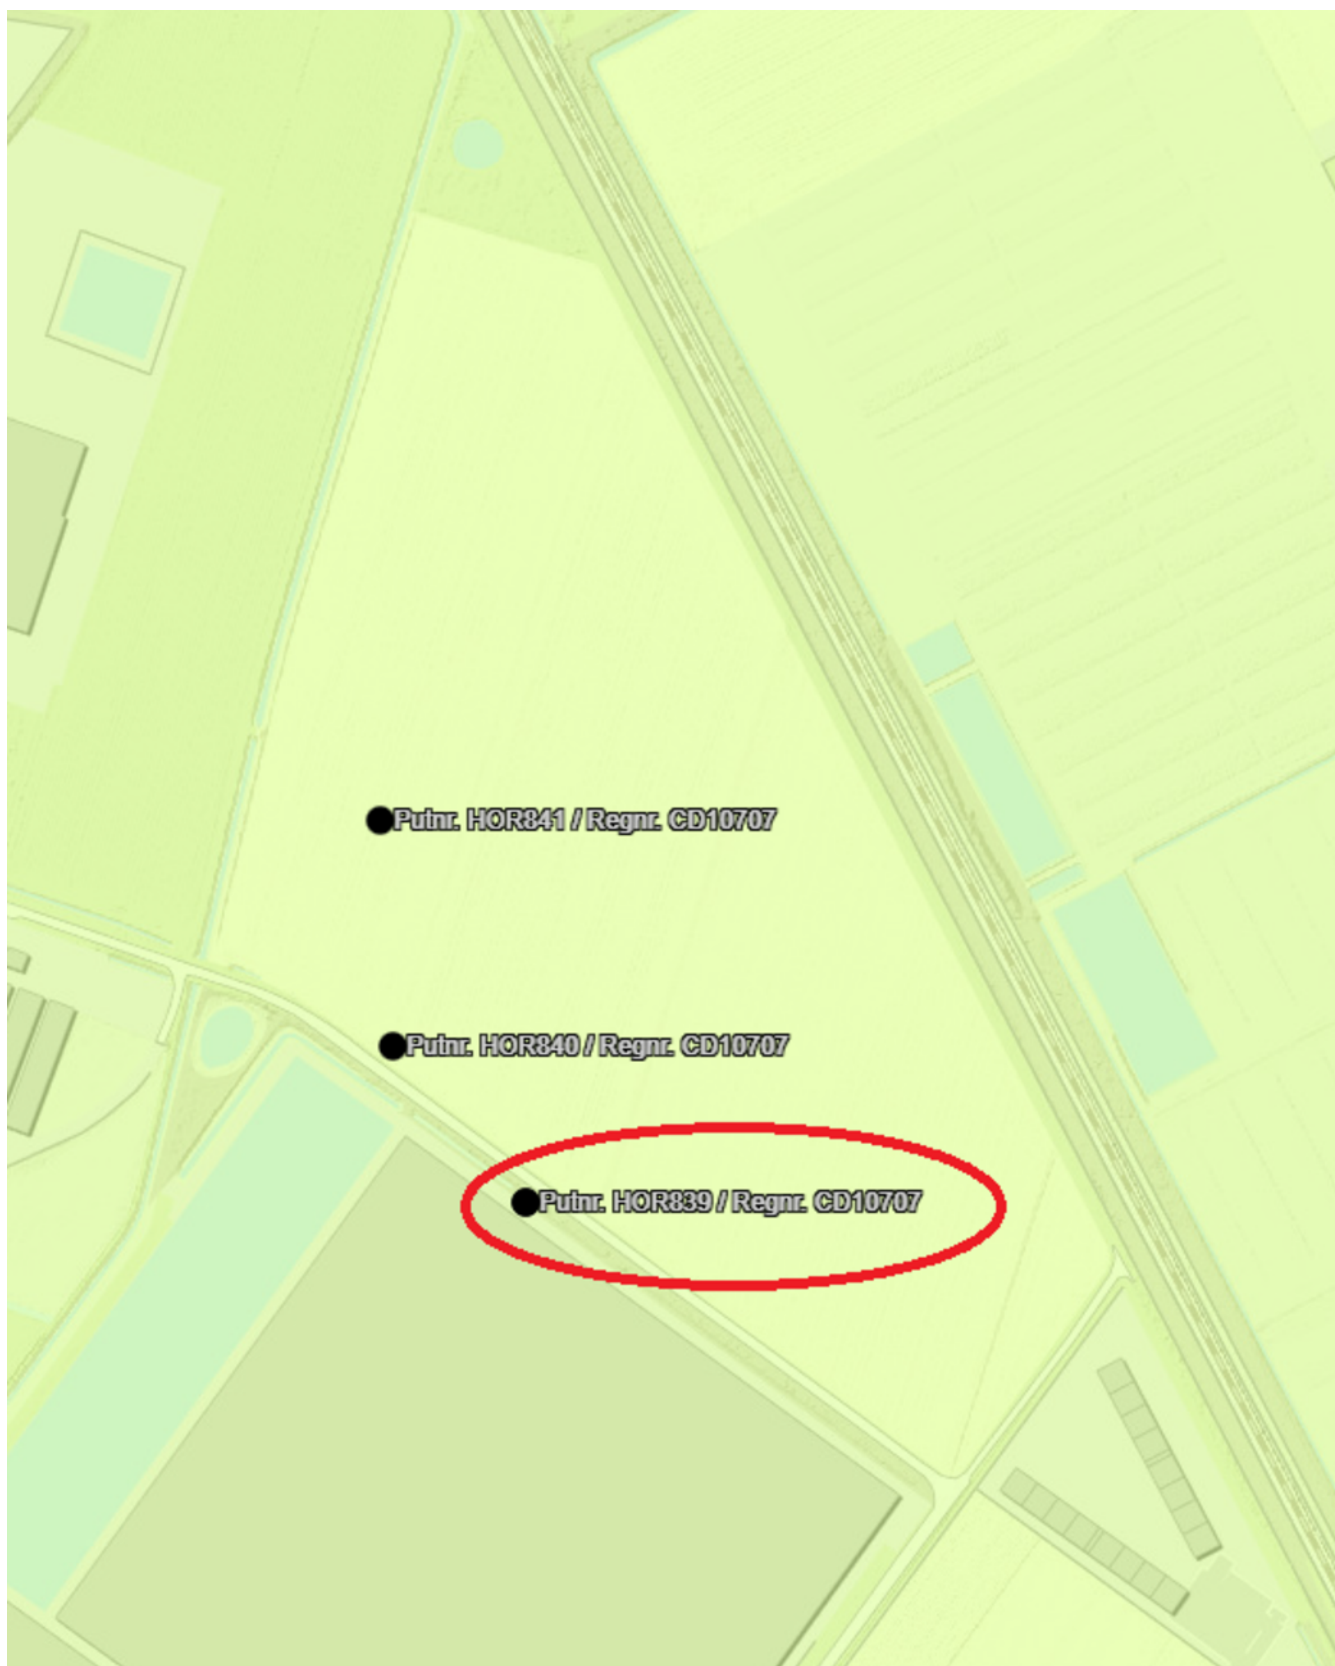 Putnr. HOR841 / Regnr. CD10707
Putnr. HOR840 / Regnr. CD10707
Putnr. HOR839 / Regnr. CD10707